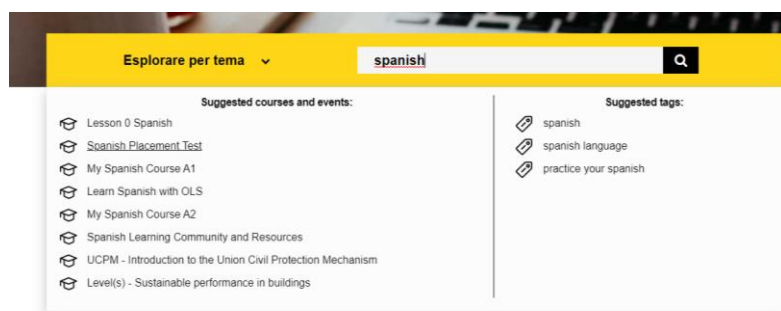 Esplorare per tema
spanish
Suggested courses and events:
Lesson 0 Spanish
Spanish Placement Test
My Spanish Course A1
Learn Spanish with OLS
My Spanish Course A2
Spanish Learning Community and Resources
UCPM - Introduction to the Union Civil Protection Mechanism
Level(s) - Sustainable performance in buildings
Suggested tags:
spanish
spanish language
practice your spanish